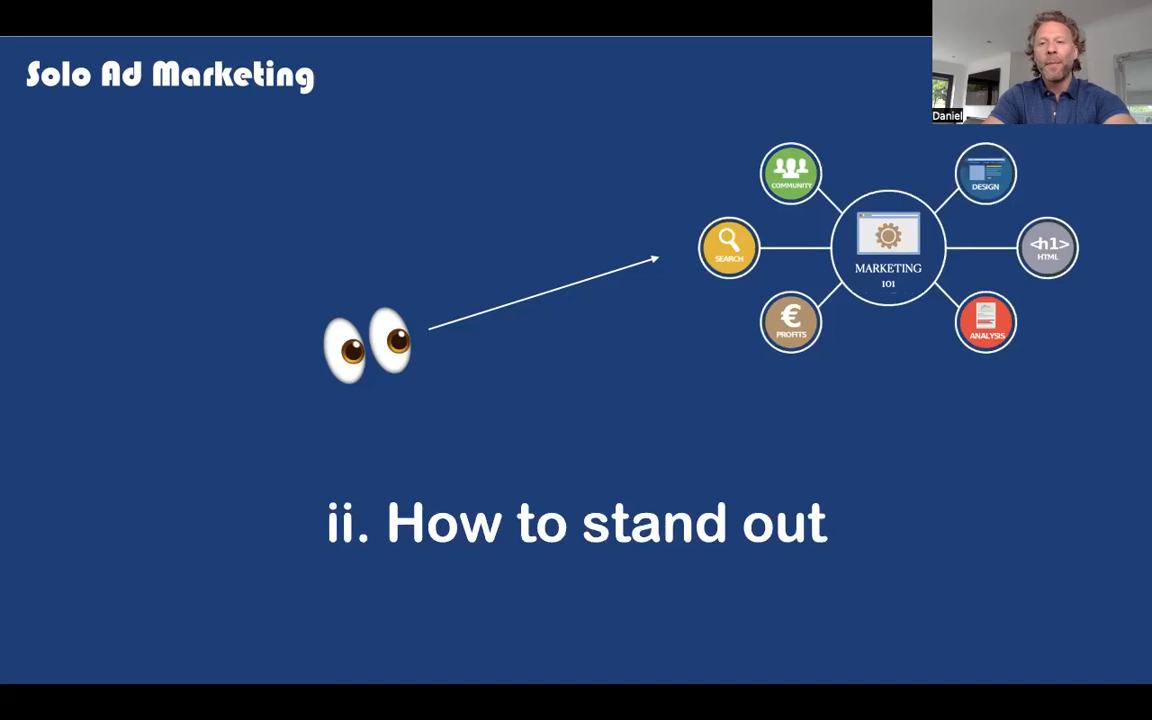 Solo Ad Marketing
Daniel
COMMUNITY
DESIGN
SEARCH
<h1>
HTML
MARKETING
101
€
PROFITS
ANALYSIS
ii. How to stand out